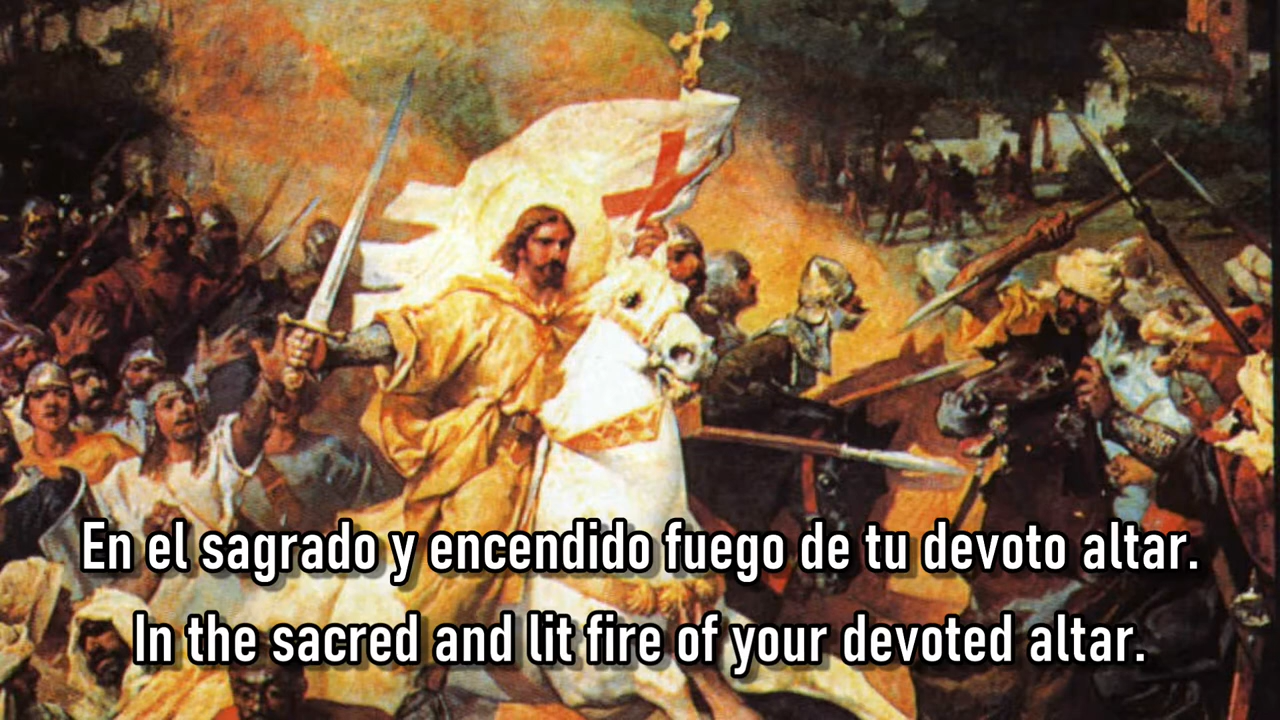 En el sagrado y encendido fuego de tu devoto altar.
In the sacred and lit fire of your devoted altar.